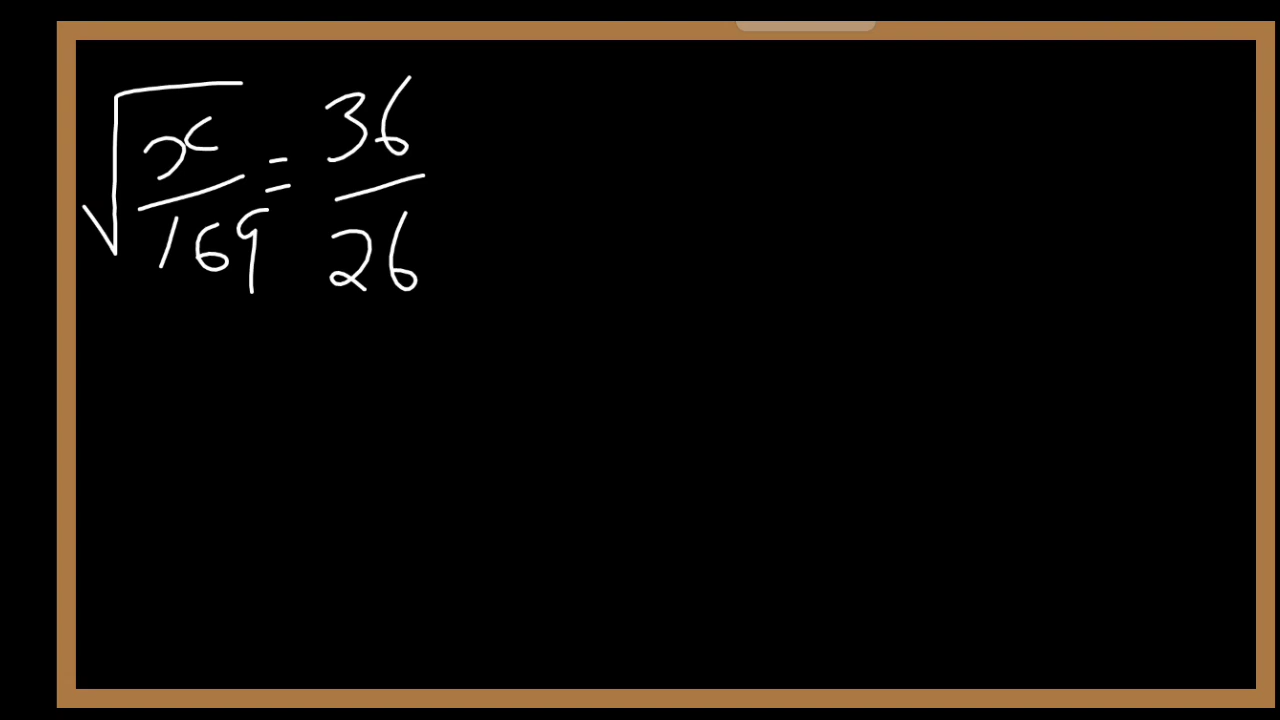 √(x/169) = 36/26